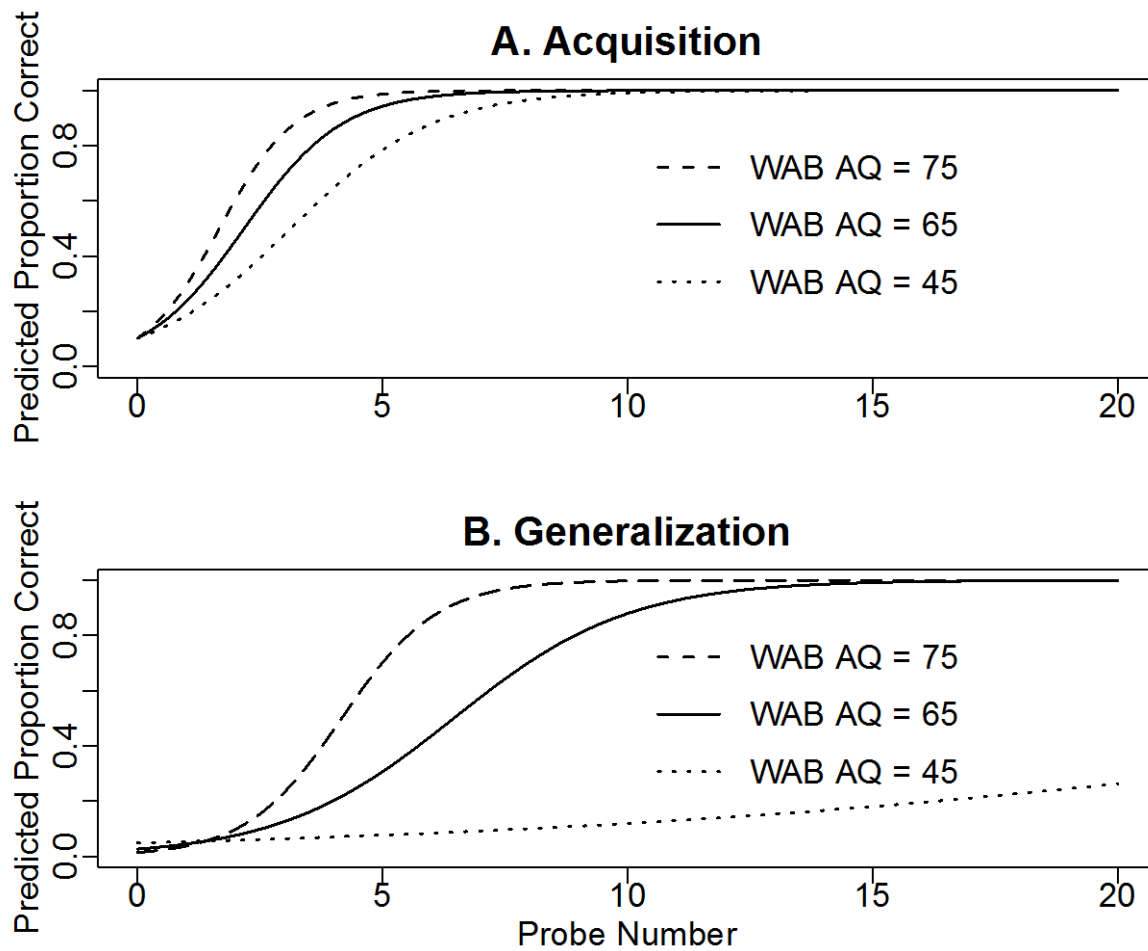 A. Acquisition
Predicted Proportion Correct
0.0 0.4 0.8
WAB AQ = 75
WAB AQ = 65
WAB AQ = 45
0 5 10 15 20
B. Generalization
Predicted Proportion Correct
0.0 0.4 0.8
WAB AQ = 75
WAB AQ = 65
WAB AQ = 45
0 5 10 15 20
Probe Number